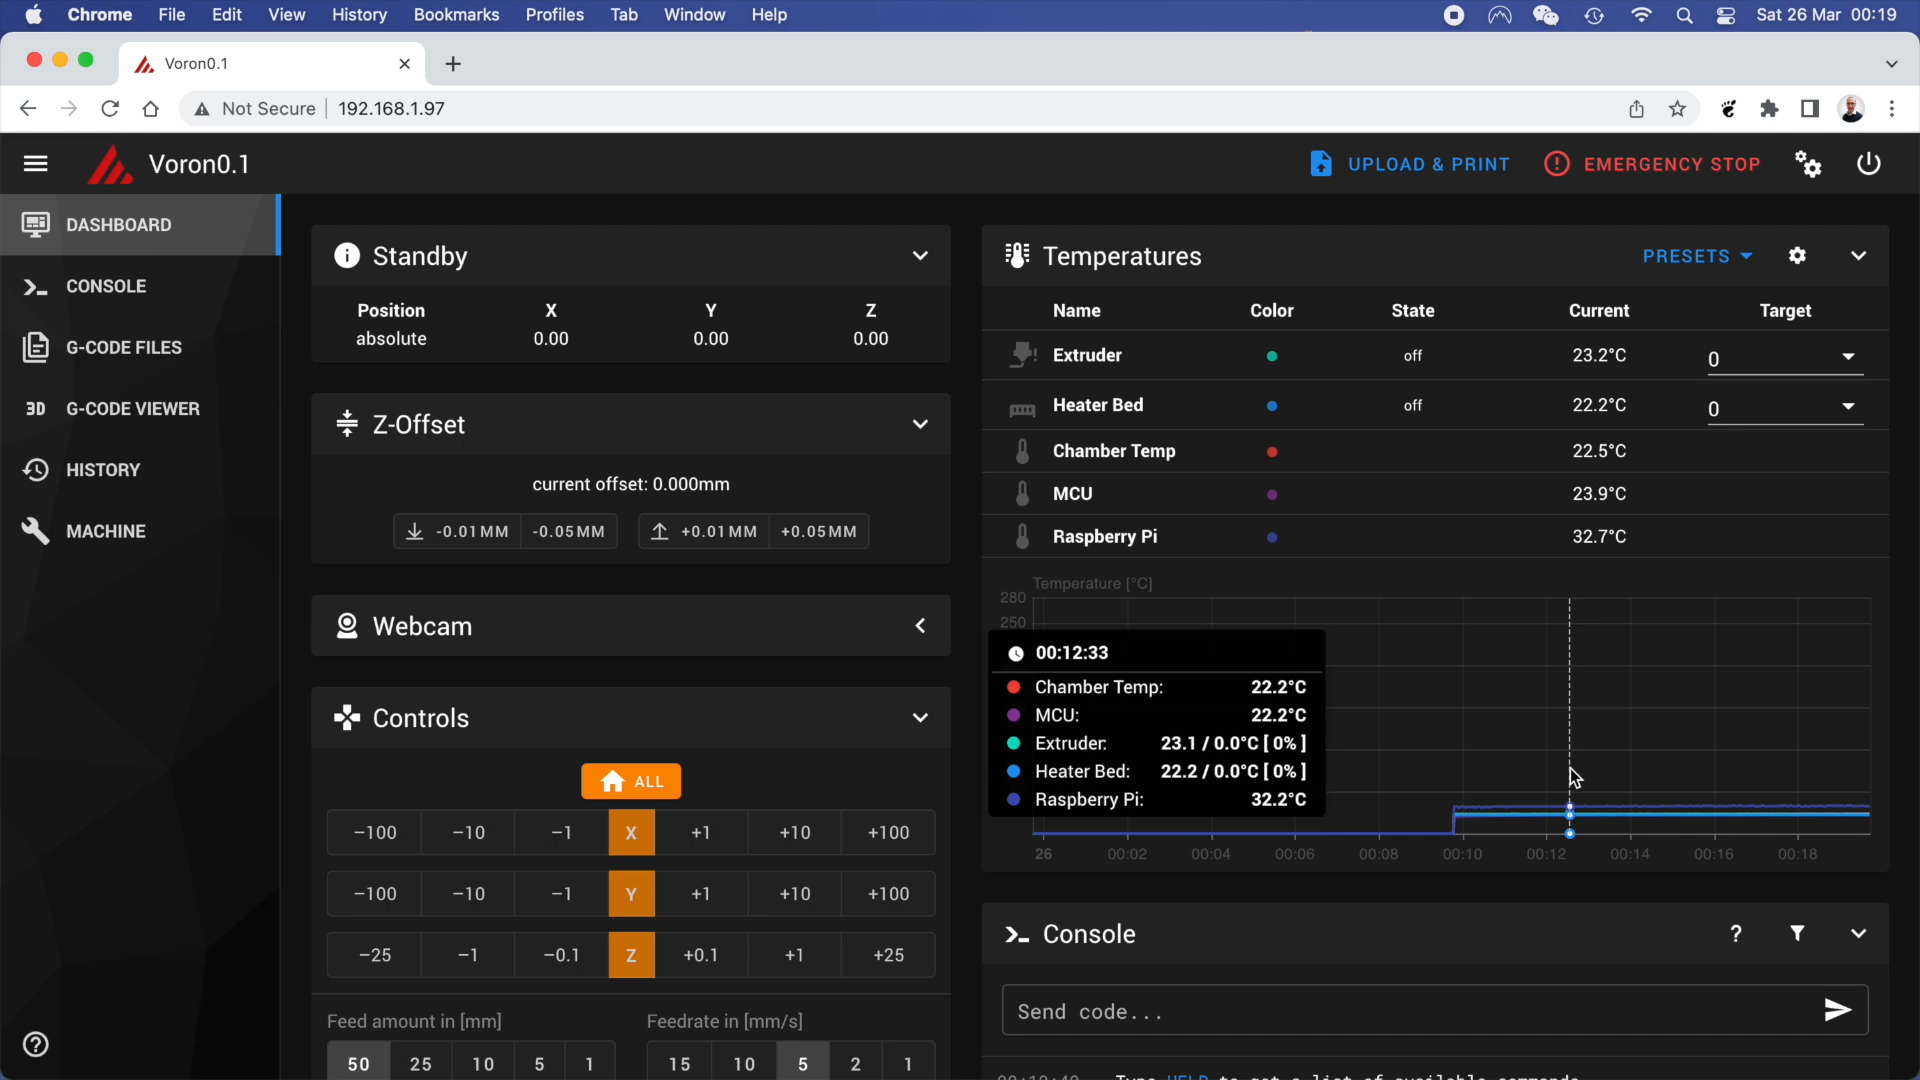 Chrome File Edit View History Bookmarks Profiles Tab Window Help Sat 26 Mar 00:19
Voron0.1
Not Secure 192.168.1.97
Voron0.1 UPLOAD & PRINT EMERGENCY STOP
DASHBOARD
CONSOLE
G-CODE FILES
3D G-CODE VIEWER
HISTORY
MACHINE
Standby
Position X Y Z
absolute 0.00 0.00 0.00
Z-Offset
current offset: 0.000mm
-0.01MM -0.05MM +0.01MM +0.05MM
Webcam
Controls
ALL
−100 −10 −1 X +1 +10 +100
−100 −10 −1 Y +1 +10 +100
−25 −1 −0.1 Z +0.1 +1 +25
Feed amount in [mm] Feedrate in [mm/s]
50 25 10 5 1 15 10 5 2 1
Temperatures PRESETS
Name Color State Current Target
Extruder off 23.2°C 0
Heater Bed off 22.2°C 0
Chamber Temp 22.5°C
MCU 23.9°C
Raspberry Pi 32.7°C
Temperature [°C]
280
250
00:12:33
Chamber Temp: 22.2°C
MCU: 22.2°C
Extruder: 23.1 / 0.0°C [ 0% ]
Heater Bed: 22.2 / 0.0°C [ 0% ]
Raspberry Pi: 32.2°C
26 00:02 00:04 00:06 00:08 00:10 00:12 00:14 00:16 00:18
Console ?
Send code...